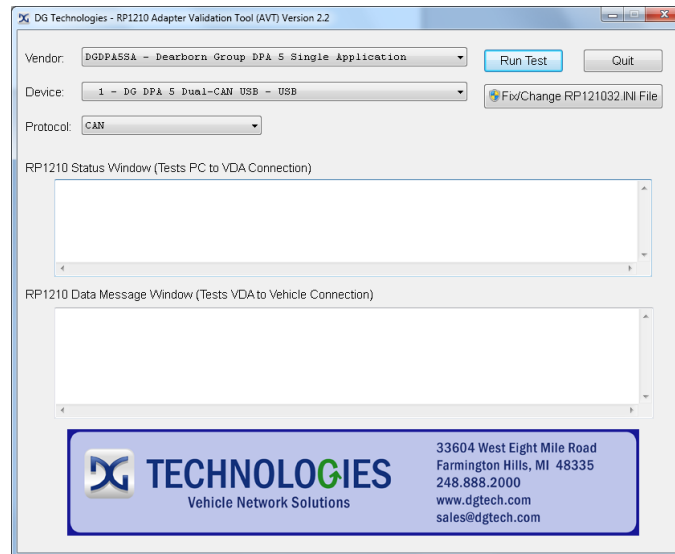 DG Technologies - RP1210 Adapter Validation Tool (AVT) Version 2.2
Vendor: DGDPA5SA - Dearborn Group DPA 5 Single Application Run Test Quit
Device: 1 - DG DPA 5 Dual-CAN USB - USB Fix/Change RP121032.INI File
Protocol: CAN
RP1210 Status Window (Tests PC to VDA Connection)
RP1210 Data Message Window (Tests VDA to Vehicle Connection)
DG TECHNOLOGIES
Vehicle Network Solutions
33604 West Eight Mile Road
Farmington Hills, MI 48335
248.888.2000
www.dgtech.com
sales@dgtech.com